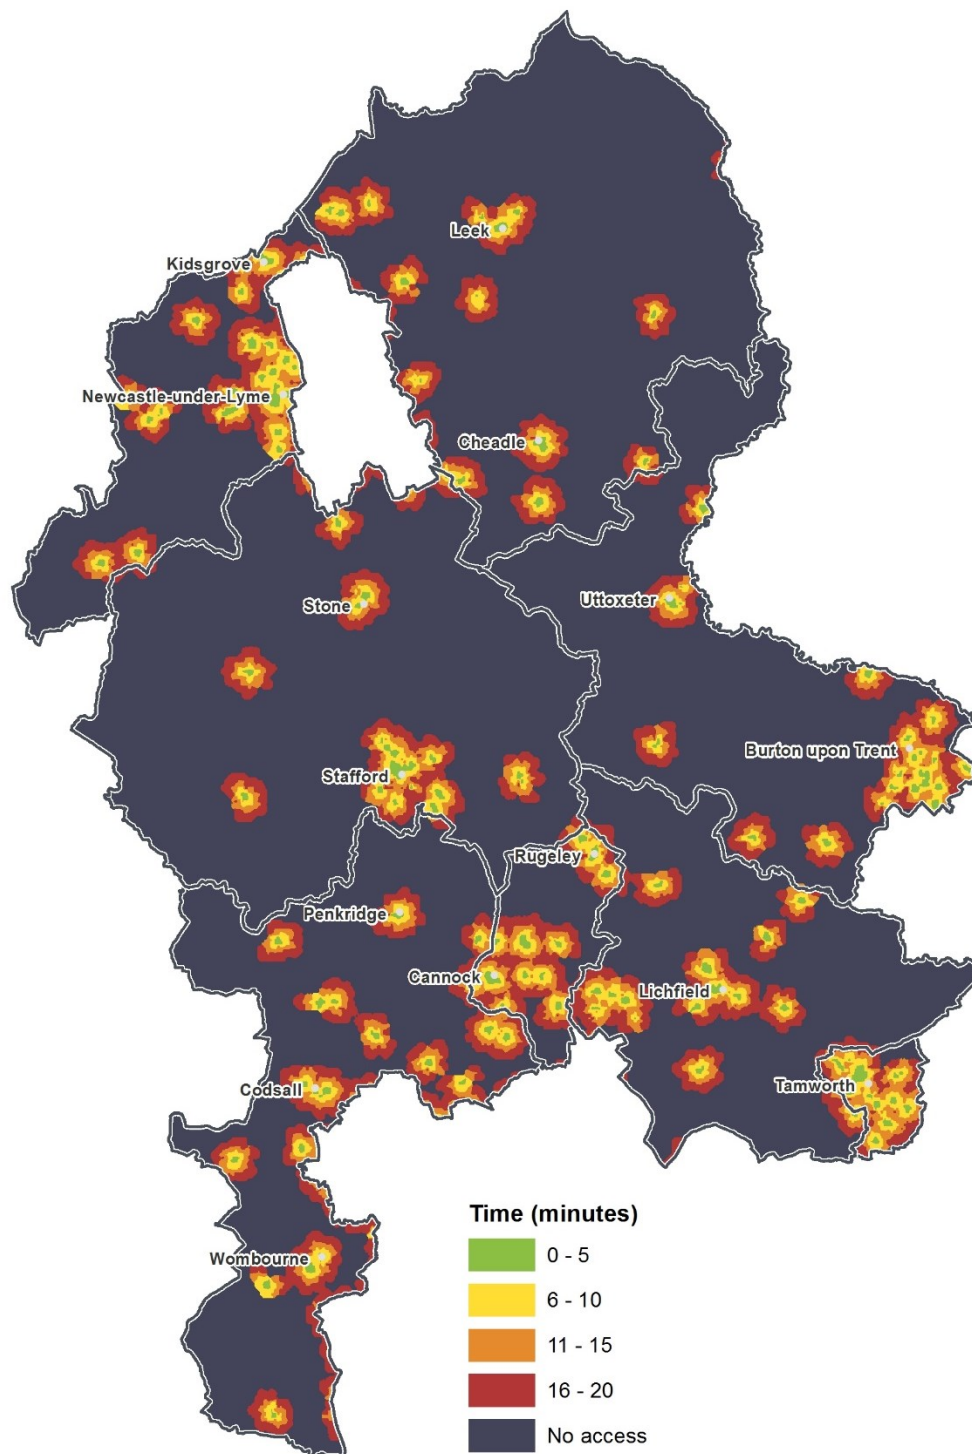 Leek
Kidsgrove
Newcastle-under-Lyme
Cheadle
Stone
Uttoxeter
Burton upon Trent
Stafford
Rugeley
Penkridge
Cannock
Lichfield
Tamworth
Codsall
Wombourne
Time (minutes)
0 - 5
6 - 10
11 - 15
16 - 20
No access